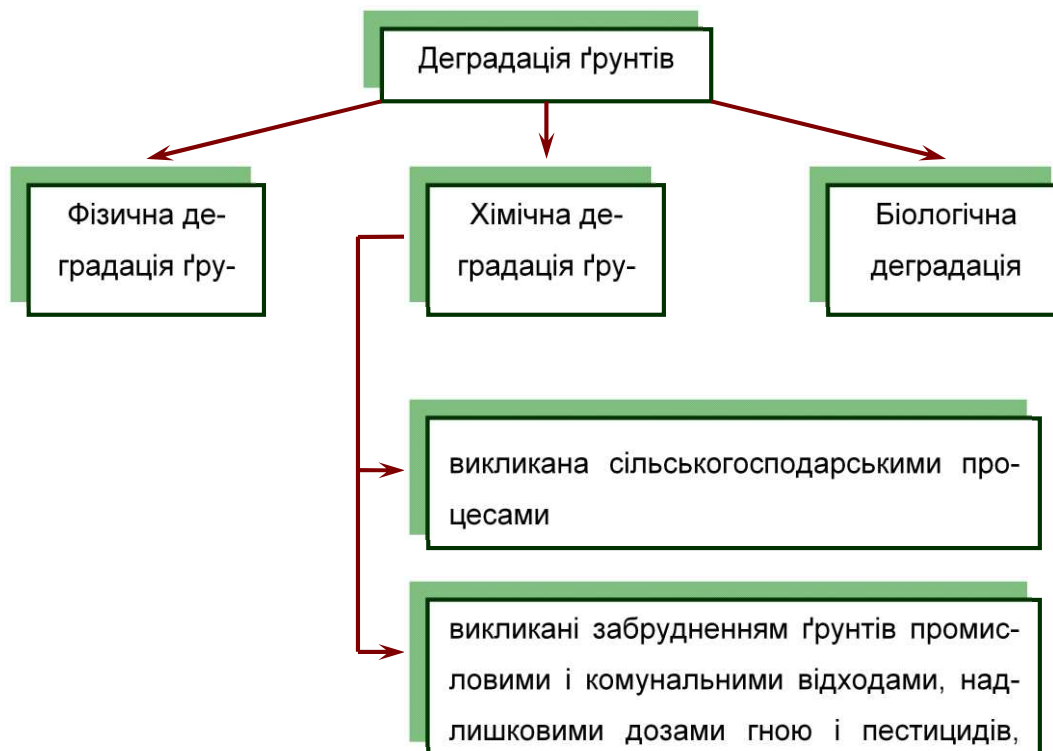 Деградація ґрунтів
Фізична де-
градація ґру-
Хімічна де-
градація ґру-
Біологічна
деградація
викликана сільськогосподарськими про-
цесами
викликані забрудненням ґрунтів промис-
ловими і комунальними відходами, над-
лишковими дозами гною і пестицидів,